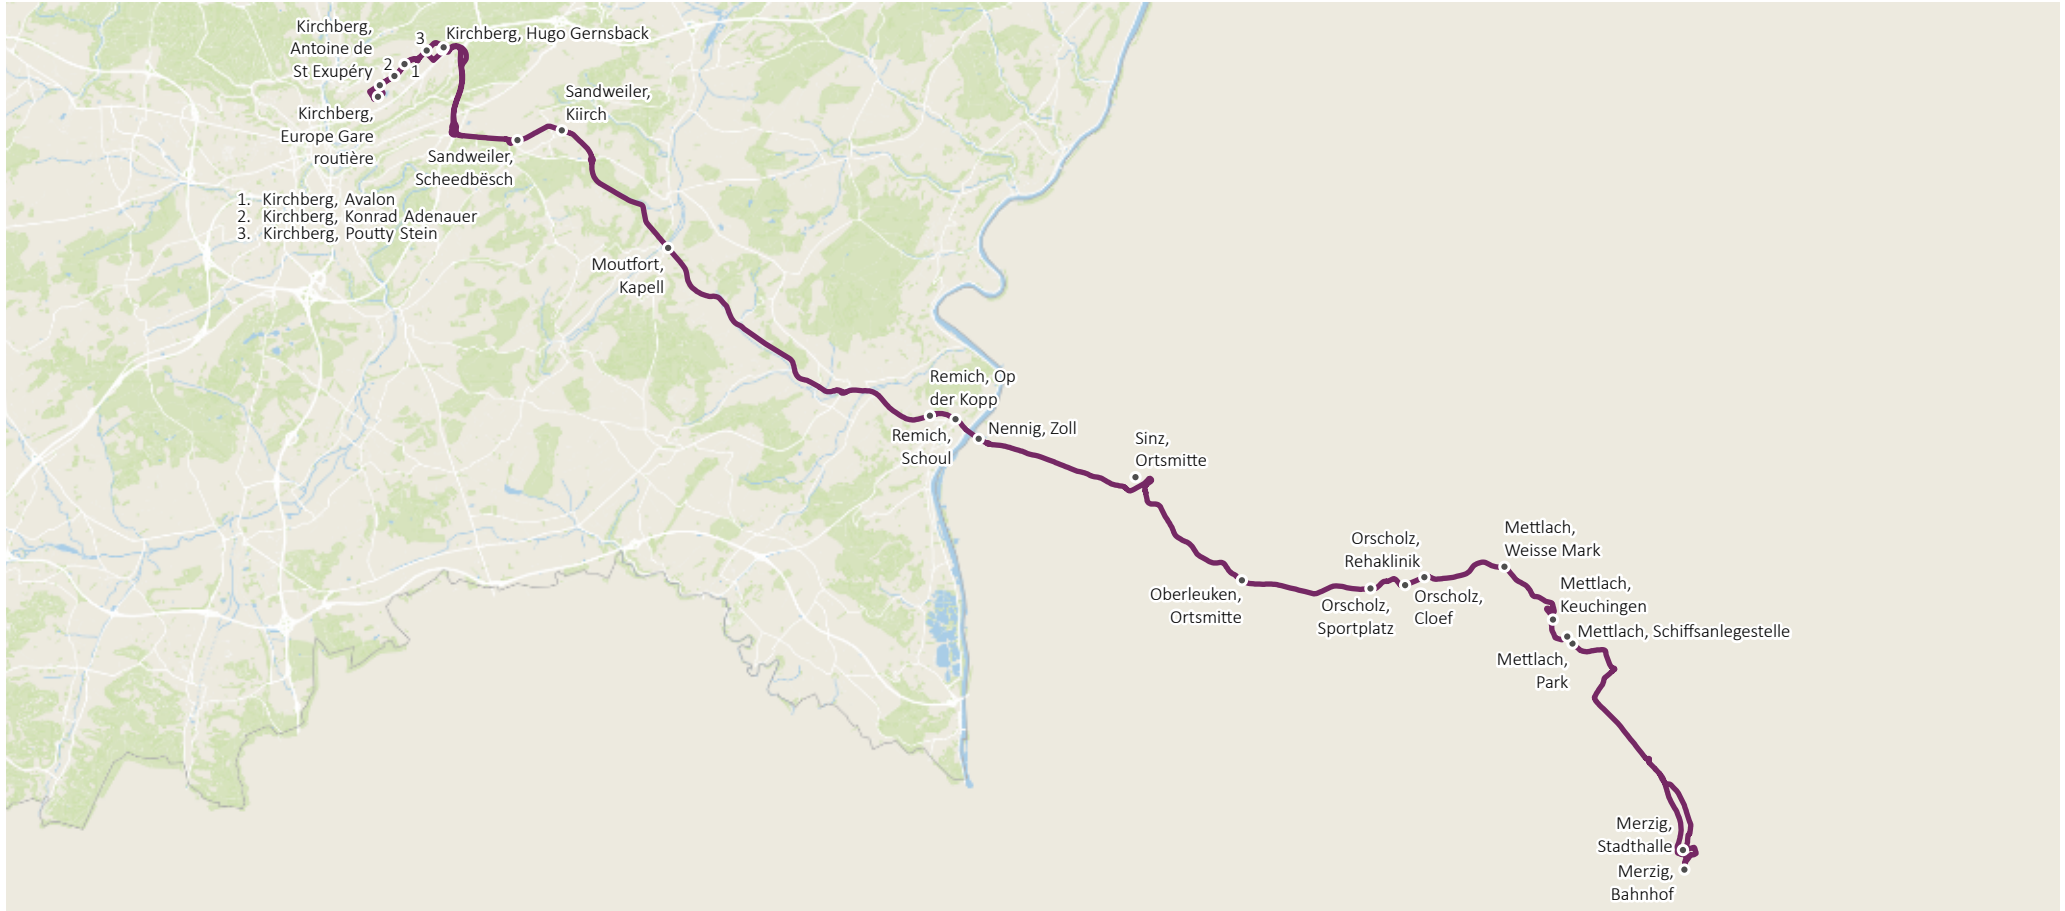 Kirchberg,
Antoine de
St Exupéry
3
Kirchberg, Hugo Gernsback
2
1
Kirchberg,
Europe Gare
routière
Sandweiler,
Kiirch
Sandweiler,
Scheedbësch
1. Kirchberg, Avalon
2. Kirchberg, Konrad Adenauer
3. Kirchberg, Poutty Stein
Moutfort,
Kapell
Remich, Op
der Kopp
Remich,
Schoul
Nennig, Zoll
Sinz,
Ortsmitte
Oberleuken,
Ortsmitte
Orscholz,
Rehaklinik
Orscholz,
Sportplatz
Orscholz,
Cloef
Mettlach,
Weisse Mark
Mettlach,
Keuchingen
Mettlach, Schiffsanlegestelle
Mettlach,
Park
Merzig,
Stadthalle
Merzig,
Bahnhof